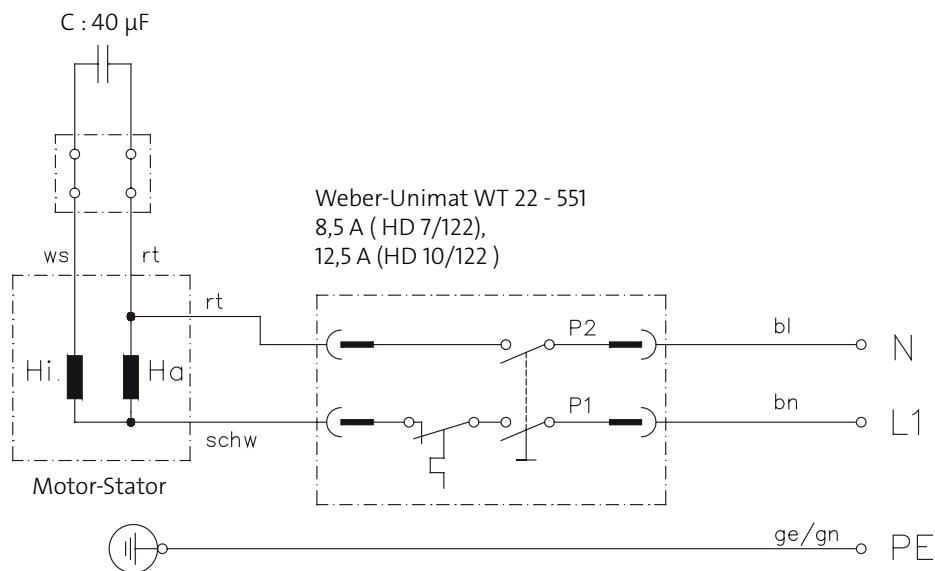 C : 40 µF
Weber-Unimat WT 22 - 551
8,5 A ( HD 7/122),
12,5 A (HD 10/122 )
ws
rt
rt
P2
bl
N
Hi
Ha
P1
bn
L1
schw
Motor-Stator
ge/gn
PE